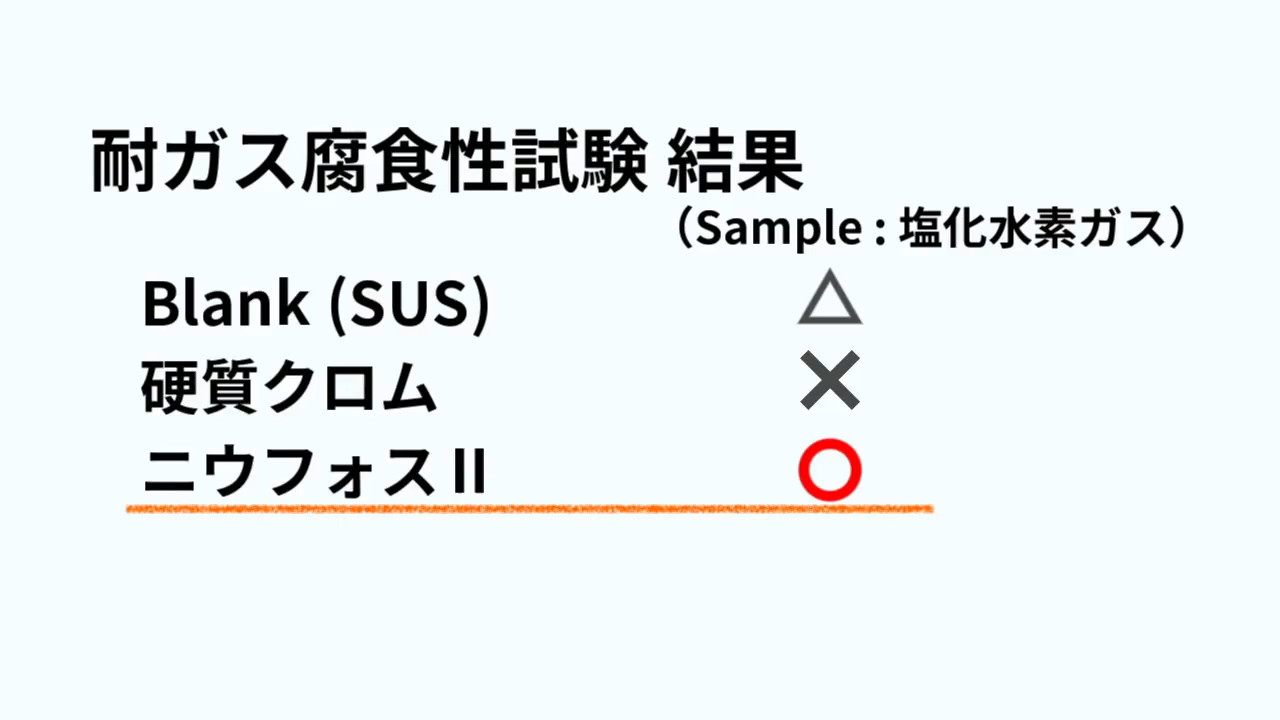 耐ガス腐食性試験 結果
（Sample : 塩化水素ガス）
Blank (SUS) △
硬質クロム ×
ニウフォスⅡ ○